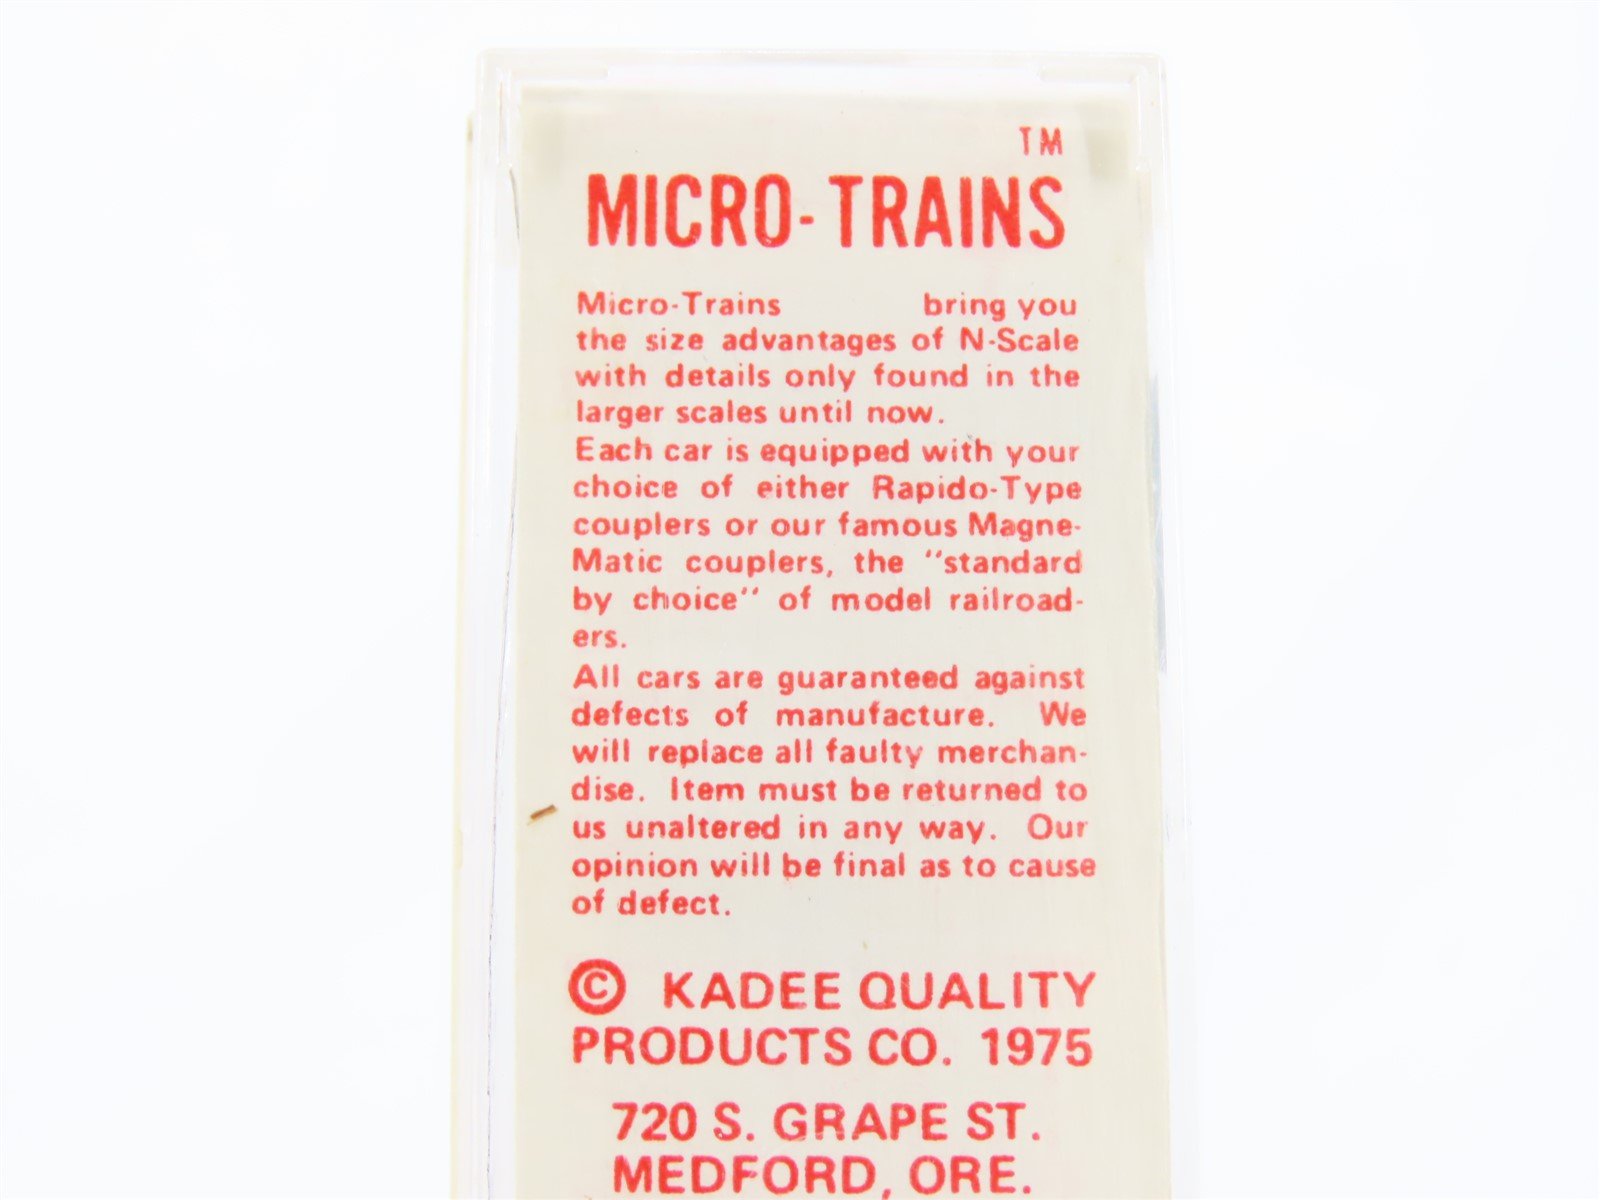 TM
MICRO-TRAINS
Micro-Trains bring you
the size advantages of N-Scale
with details only found in the
larger scales until now.
Each car is equipped with your
choice of either Rapido-Type
couplers or our famous Magne-
Matic couplers, the "standard
by choice" of model railroad-
ers.
All cars are guaranteed against
defects of manufacture. We
will replace all faulty merchan-
dise. Item must be returned to
us unaltered in any way. Our
opinion will be final as to cause
of defect.
© KADEE QUALITY
PRODUCTS CO. 1975
720 S. GRAPE ST.
MEDFORD, ORE.